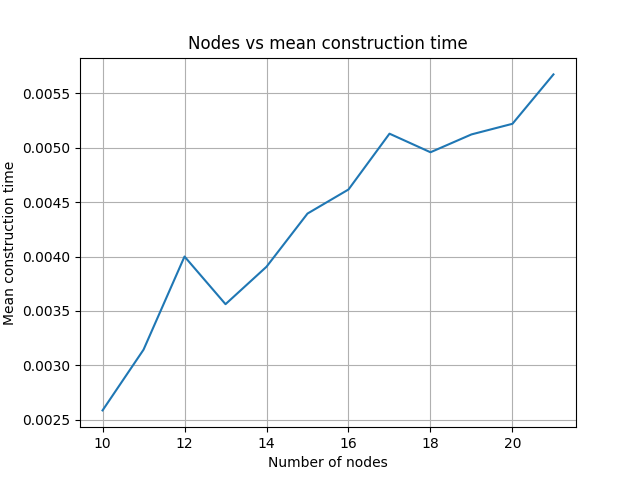 Nodes vs mean construction time
0.0055
0.0050
0.0045
0.0040
0.0035
0.0030
0.0025
Mean construction time
10 12 14 16 18 20
Number of nodes